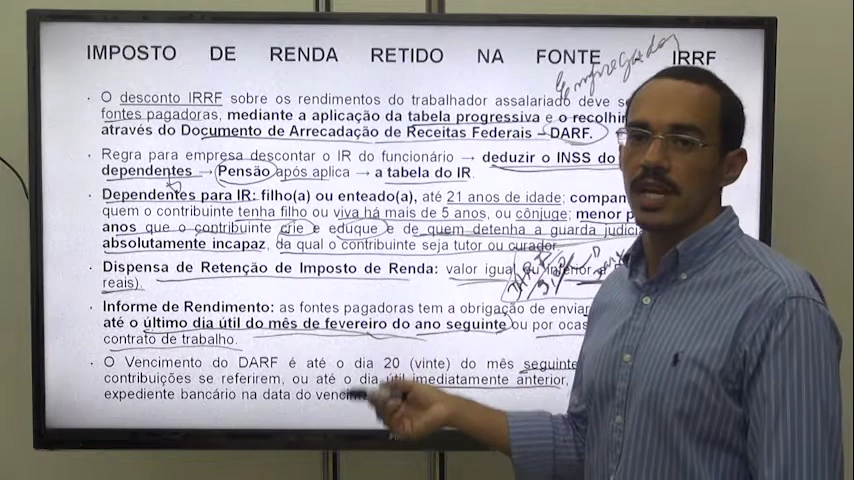 IMPOSTO DE RENDA RETIDO NA FONTE IRRF
Empregador
· O desconto IRRF sobre os rendimentos do trabalhador assalariado deve
fontes pagadoras, mediante a aplicação da tabela progressiva e o
através do Documento de Arrecadação de Receitas Federais – DARF.
· Regra para empresa descontar o IR do funcionário → deduzir o INSS do
dependentes → Pensão após aplica → a tabela do IR.
· Dependentes para IR: filho(a) ou enteado(a), até 21 anos de idade;
quem o contribuinte tenha filho ou viva há mais de 5 anos, ou cônjuge; menor
anos que o contribuinte crie e eduque e de quem detenha a guarda
absolutamente incapaz, da qual o contribuinte seja tutor ou curador.
· Dispensa de Retenção de Imposto de Renda: valor igual ou inferior a
reais).
DARF
· Informe de Rendimento: as fontes pagadoras tem a obrigação de
até o último dia útil do mês de fevereiro do ano seguinte ou por
contrato de trabalho.
· O Vencimento do DARF é até o dia 20 (vinte) do mês seguinte
contribuições se referirem, ou até o dia útil imediatamente anterior,
expediente bancário na data do